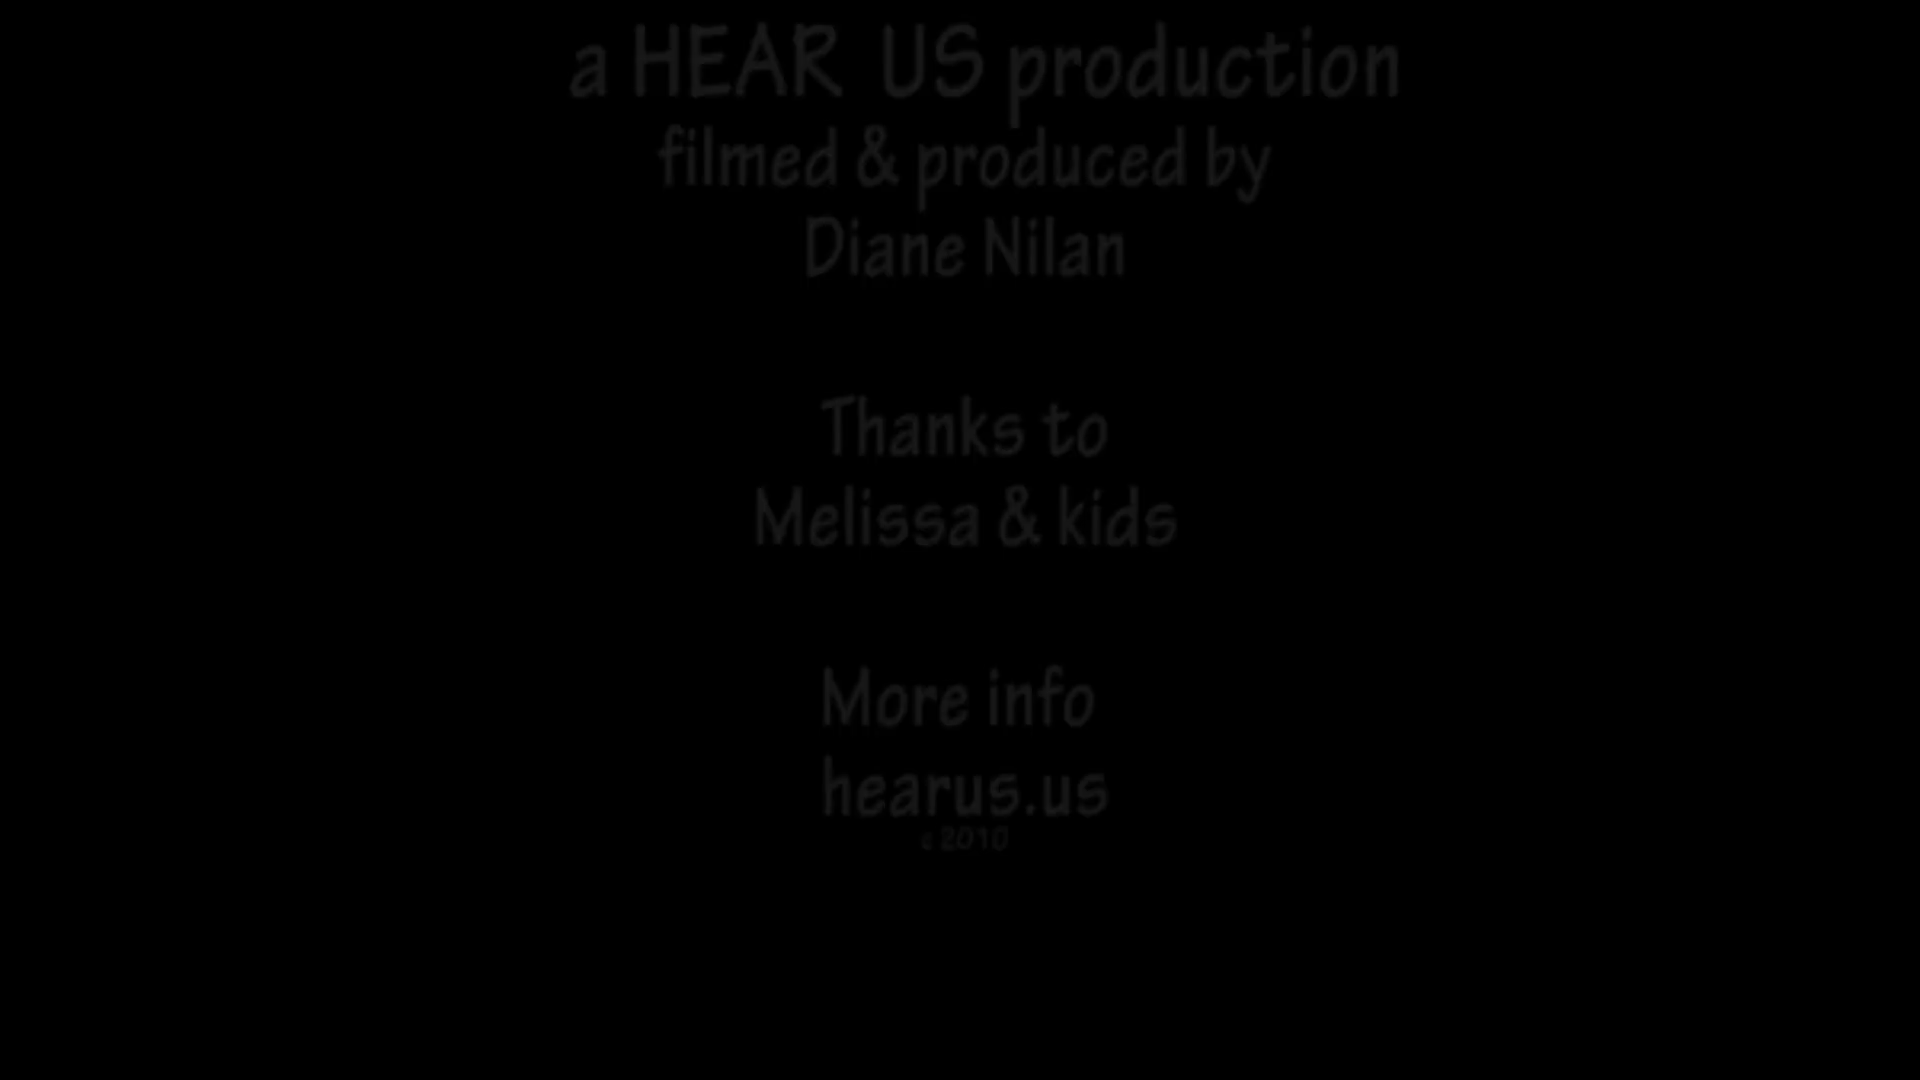 a HEAR US production
filmed & produced by
Diane Nilan
Thanks to
Melissa & kids
More info
hearus.us
c 2010